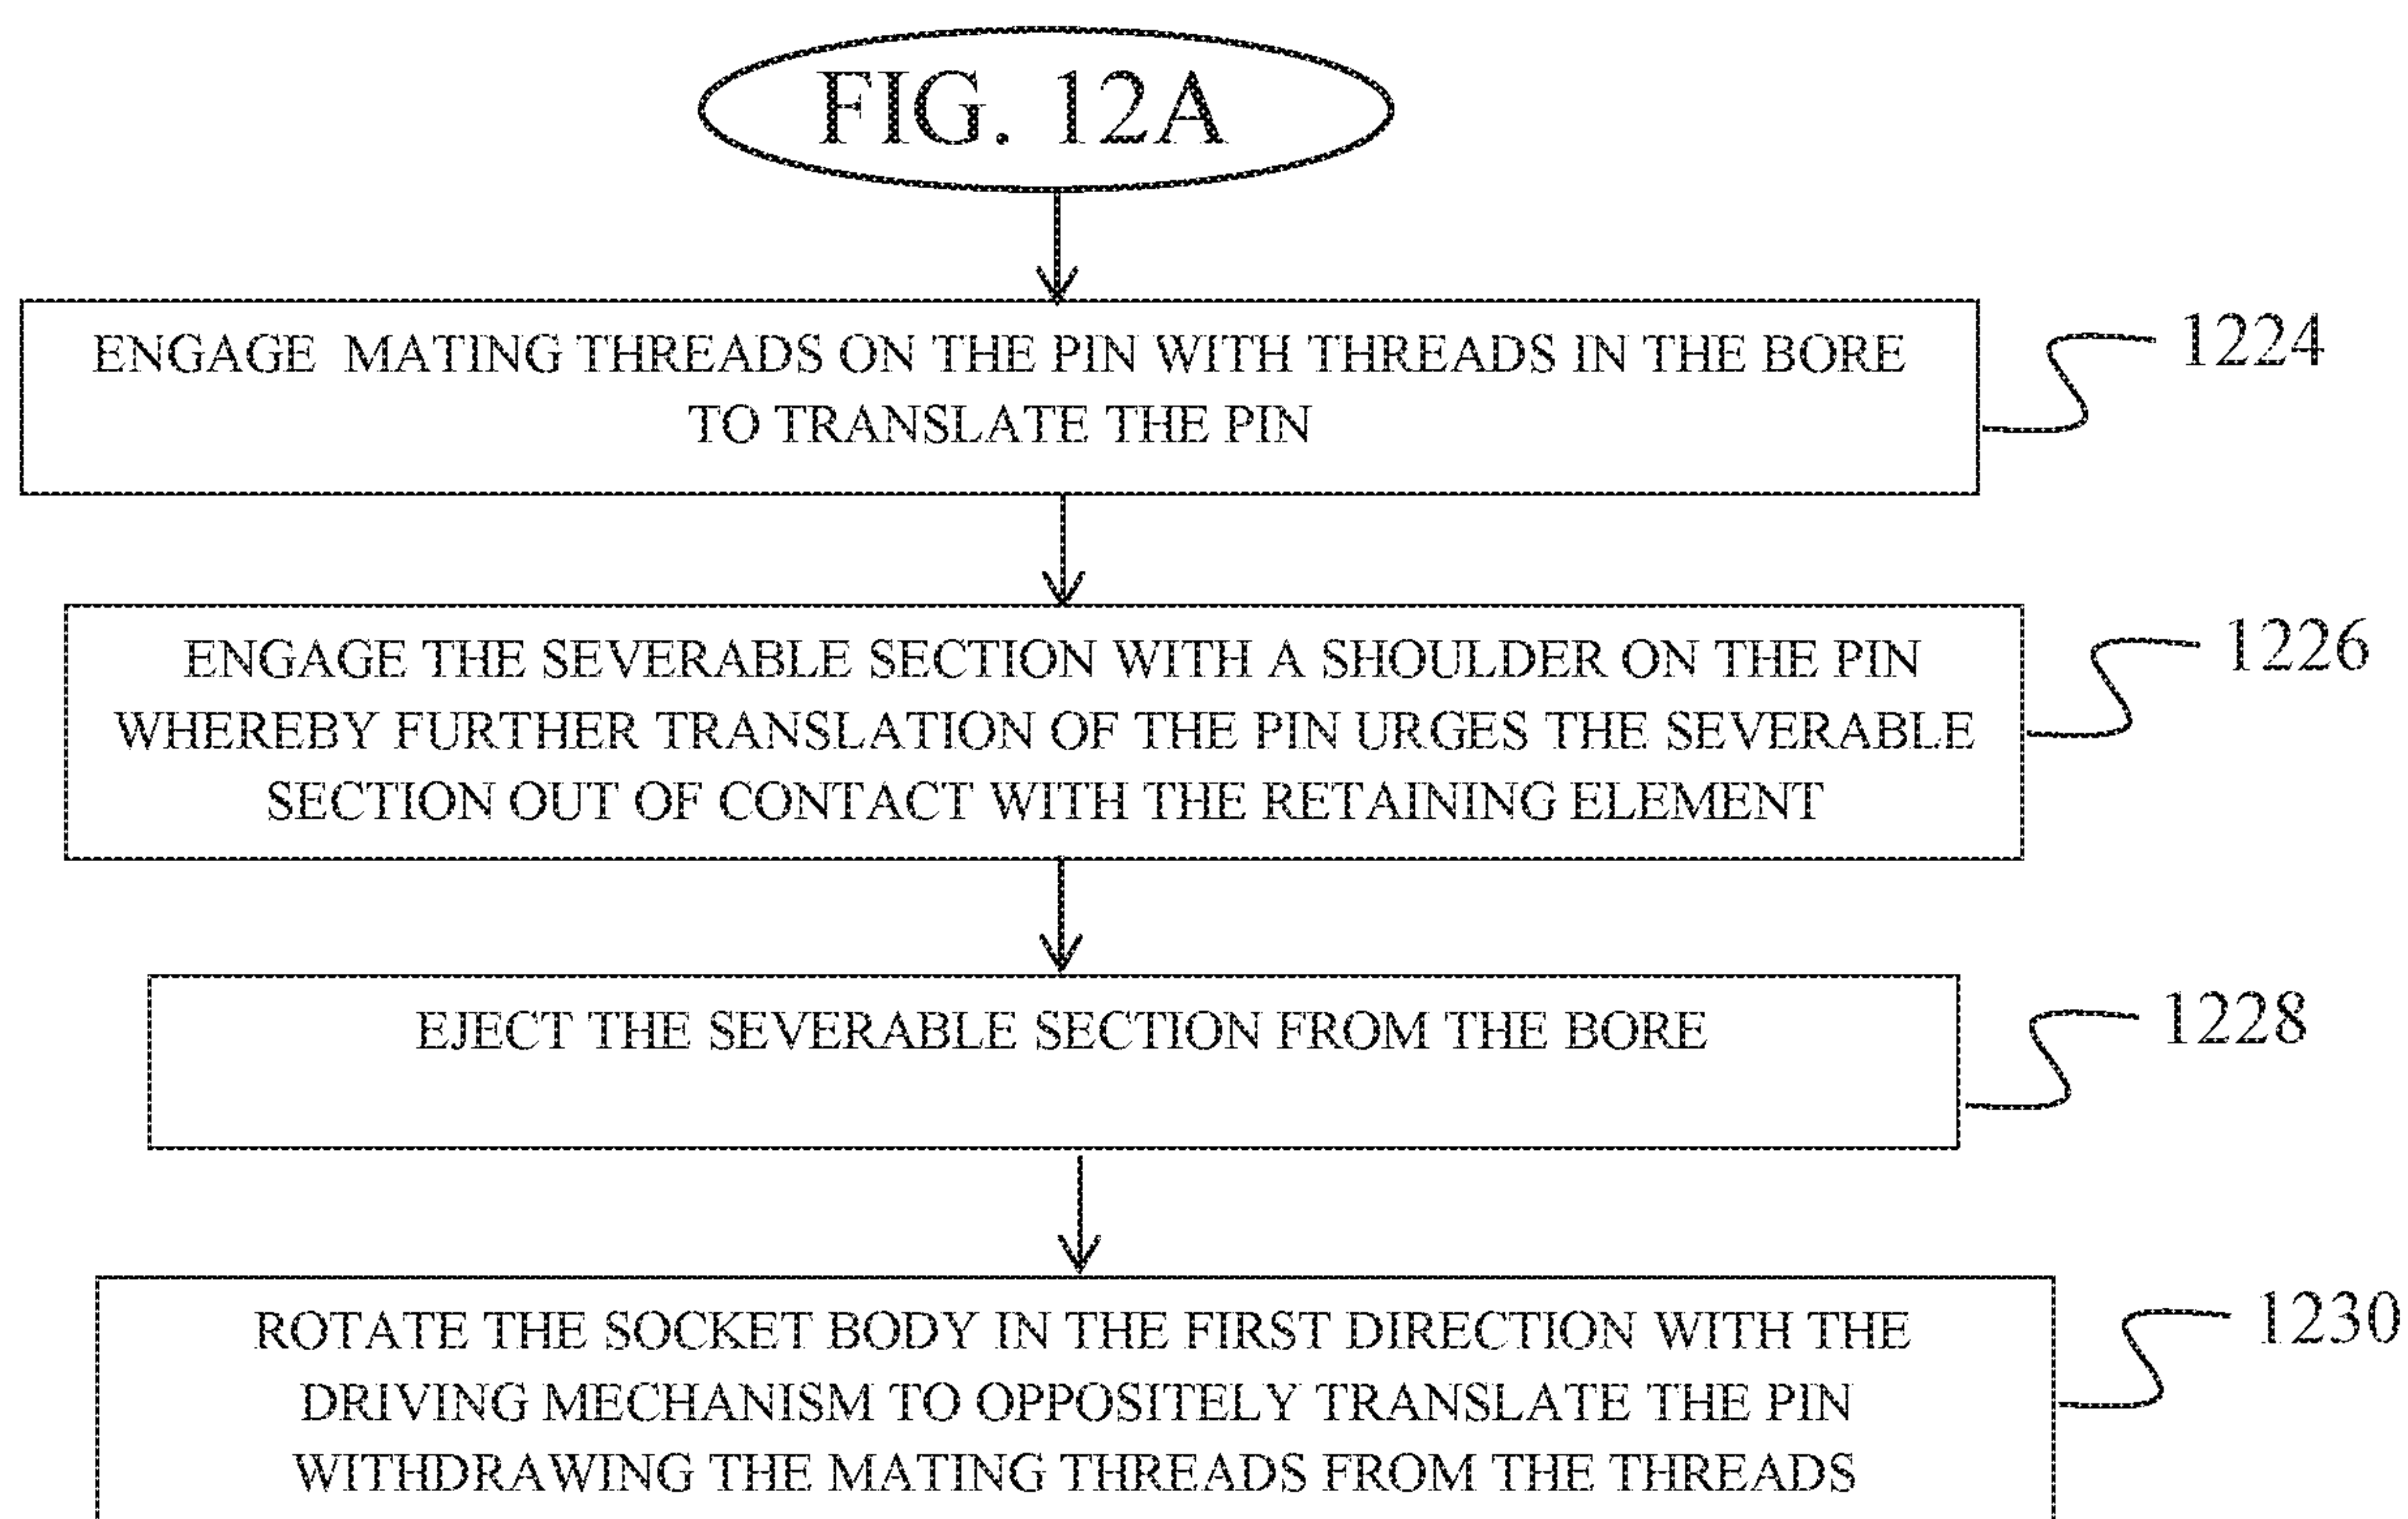 FIG. 12A
ENGAGE MATING THREADS ON THE PIN WITH THREADS IN THE BORE
TO TRANSLATE THE PIN
1224
ENGAGE THE SEVERABLE SECTION WITH A SHOULDER ON THE PIN
WHEREBY FURTHER TRANSLATION OF THE PIN URGES THE SEVERABLE
SECTION OUT OF CONTACT WITH THE RETAINING ELEMENT
1226
EJECT THE SEVERABLE SECTION FROM THE BORE
1228
ROTATE THE SOCKET BODY IN THE FIRST DIRECTION WITH THE
DRIVING MECHANISM TO OPPOSITELY TRANSLATE THE PIN
WITHDRAWING THE MATING THREADS FROM THE THREADS
1230